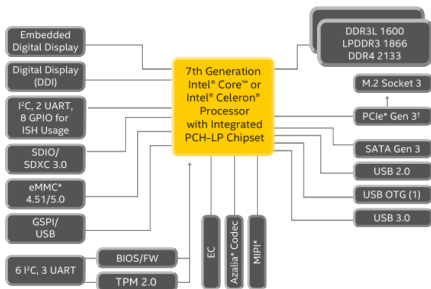 Embedded
Digital Display
Digital Display
(DDI)
I²C, 2 UART,
8 GPIO for
ISH Usage
SDIO/
SDXC 3.0
eMMC*
4.51/5.0
GSPI/
USB
6 I²C, 3 UART
BIOS/FW
TPM 2.0
7th Generation
Intel® Core™ or
Intel® Celeron®
Processor
with Integrated
PCH-LP Chipset
EC
Azalia* Codec
MIPI*
DDR3L 1600
LPDDR3 1866
DDR4 2133
M.2 Socket 3
PCIe* Gen 3†
SATA Gen 3
USB 2.0
USB OTG (1)
USB 3.0